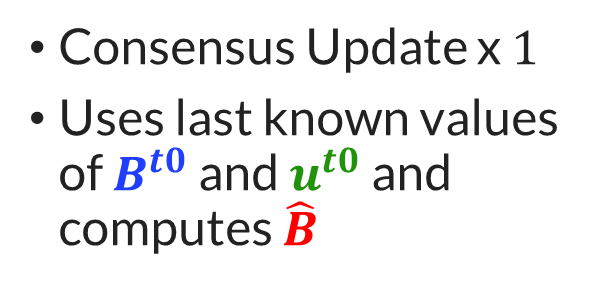 • Consensus Update x 1
• Uses last known values
of B^{t0} and u^{t0} and
computes B̂